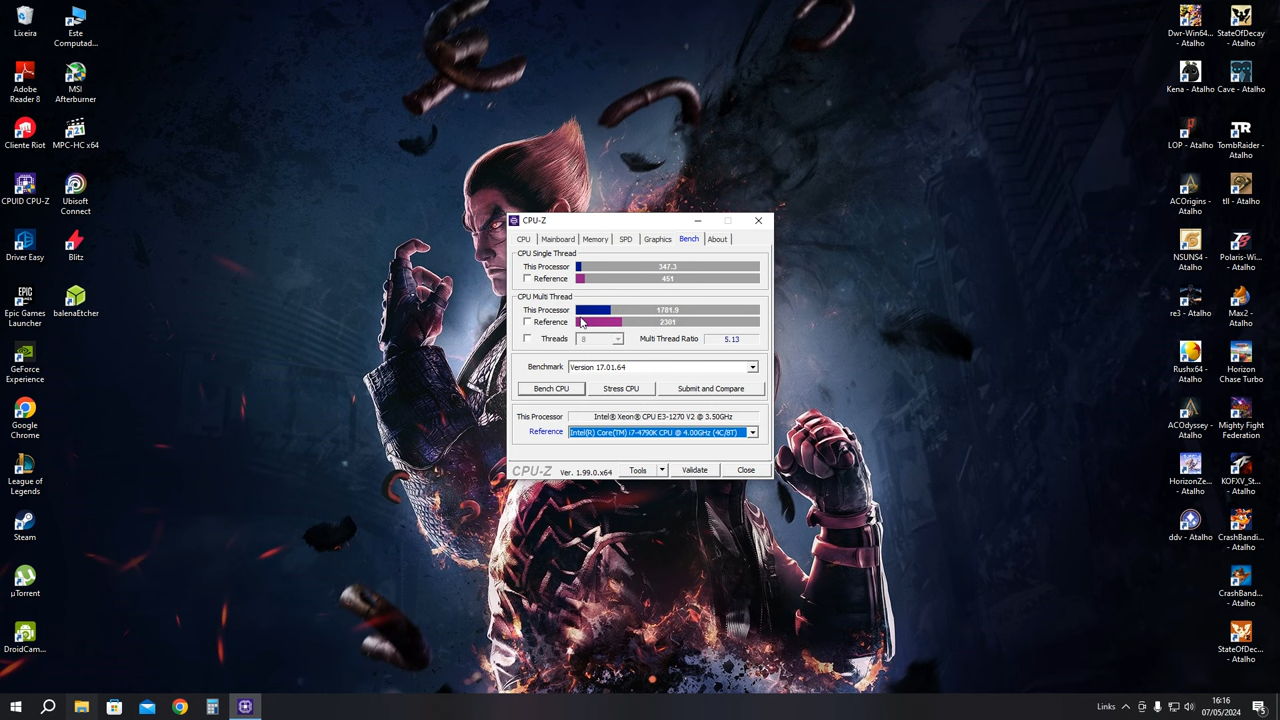 Lixeira
Este
Computad...
Adobe
Reader 8
MSI
Afterburner
Cliente Riot
MPC-HC x64
CPUID CPU-Z
Ubisoft
Connect
Driver Easy
Blitz
EPIC
GAMES
Epic Games
Launcher
balenaEtcher
GeForce
Experience
Google
Chrome
League of
Legends
Steam
µTorrent
DroidCam...
CPU-Z
CPU
Mainboard
Memory
SPD
Graphics
Bench
About
CPU Single Thread
This Processor 347.3
Reference 451
CPU Multi Thread
This Processor 1781.9
Reference 2301
Threads 8 Multi Thread Ratio 5.13
Benchmark Version 17.01.64
Bench CPU Stress CPU Submit and Compare
This Processor Intel® Xeon® CPU E3-1270 V2 @ 3.50GHz
Reference Intel(R) Core(TM) i7-4790K CPU @ 4.00GHz (4C/8T)
CPU-Z Ver. 1.99.0.x64 Tools Validate Close
Dwr-Win64...
- Atalho
StateOfDecay
- Atalho
Kena - Atalho
Cave - Atalho
LOP - Atalho
TR
TombRaider -
Atalho
ACOrigins -
Atalho
tll - Atalho
NSUNS4 -
Atalho
Polaris-Wi...
- Atalho
re3 - Atalho
Max2 -
Atalho
Rushx64 -
Atalho
Horizon
Chase Turbo
ACOdyssey
- Atalho
Mighty Fight
Federation
HorizonZe...
- Atalho
KOFXV_St...
- Atalho
ddv - Atalho
CrashBandi...
- Atalho
CrashBand...
- Atalho
StateOfDec...
- Atalho
Links
16:16
07/05/2024
5